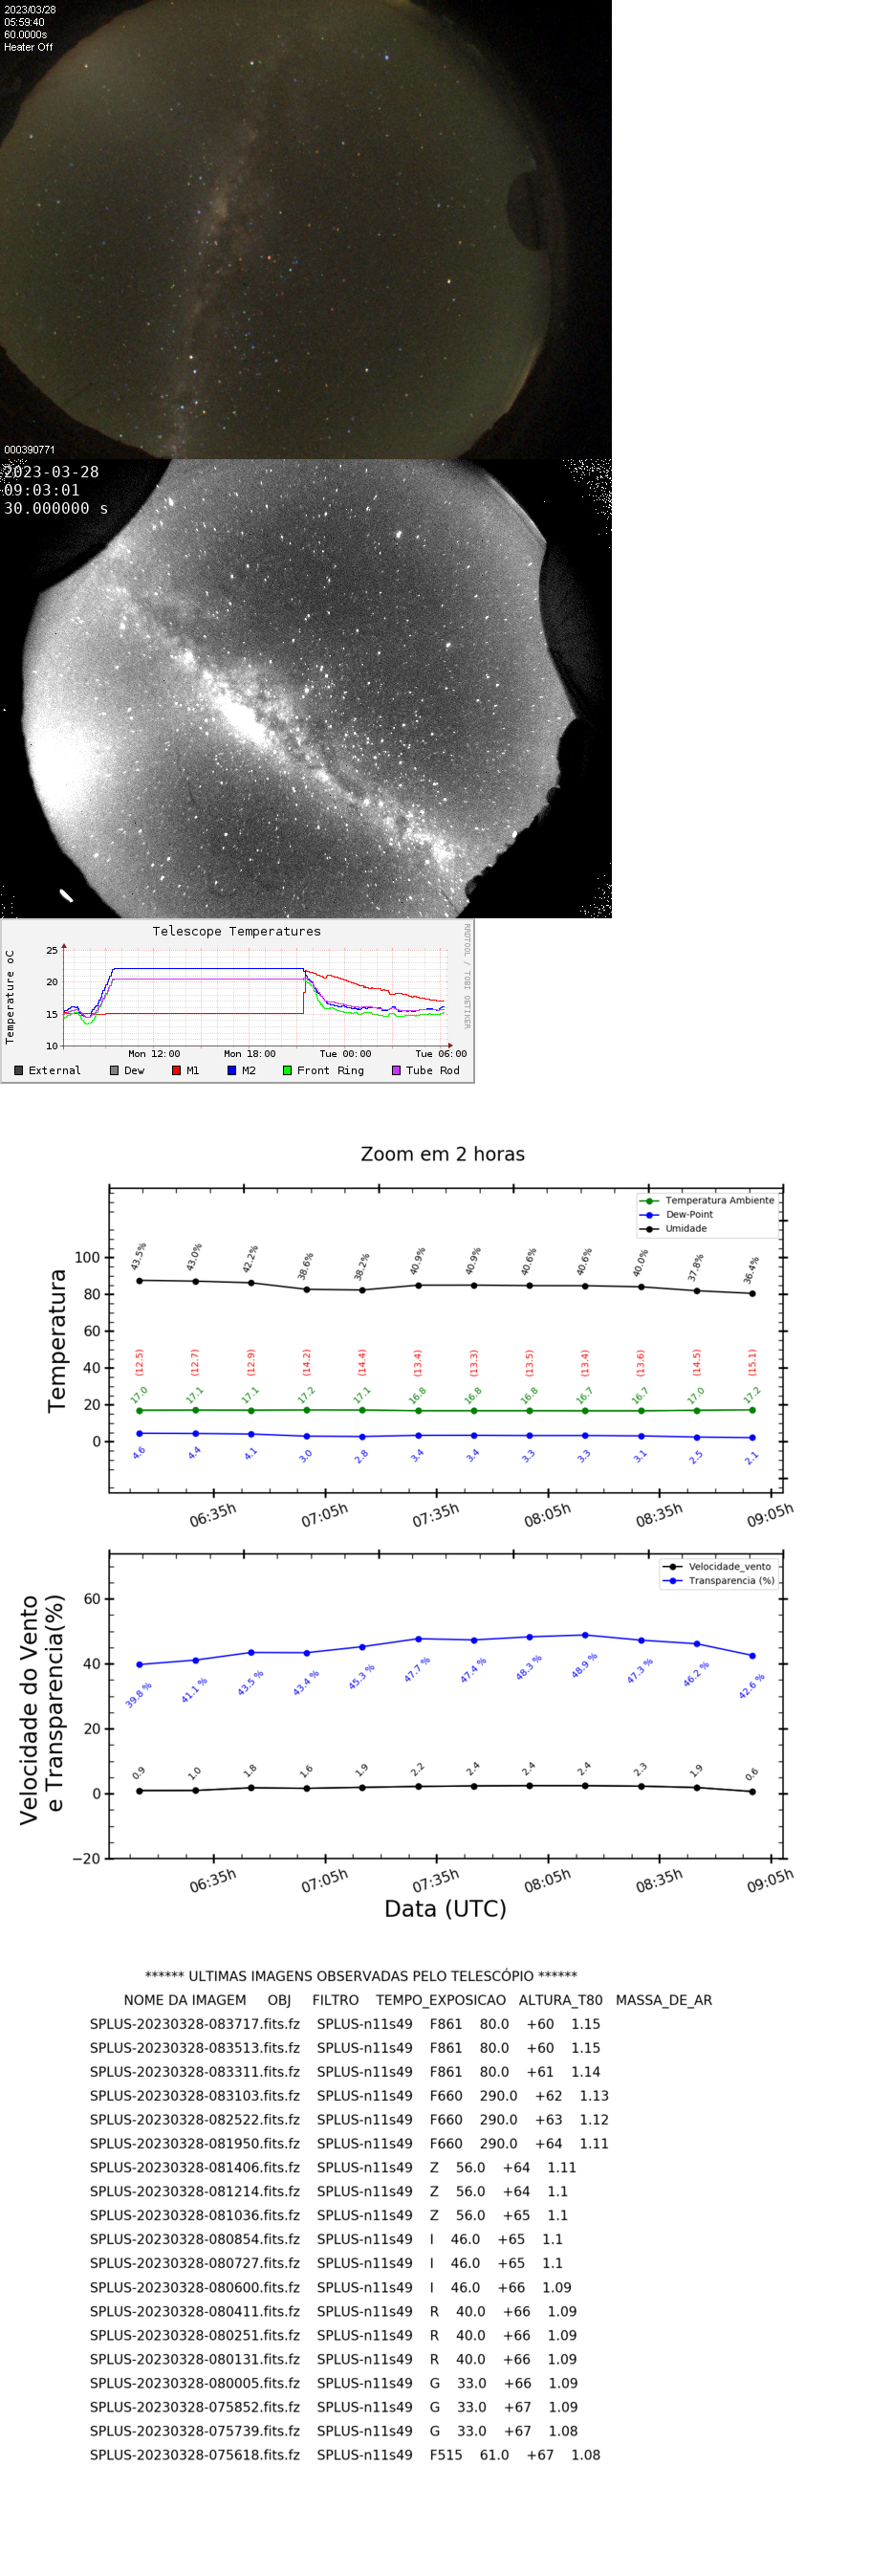 2023/03/28
05:59:40
60.0000s
Heater Off
000390771
2023-03-28
09:03:01
30.000000 s
Telescope Temperatures
RRDTOOL / TOBI OETIKER
Temperature oC
25
20
15
10
Mon 12:00 Mon 18:00 Tue 00:00 Tue 06:00
External Dew M1 M2 Front Ring Tube Rod
Zoom em 2 horas
Temperatura Ambiente
Dew-Point
Umidade
Temperatura
100
80
60
40
20
0
43.5% 43.0% 42.2% 38.6% 38.2% 40.9% 40.9% 40.6% 40.6% 40.0% 37.8% 36.4%
(12.5) (12.7) (12.9) (14.2) (14.4) (13.4) (13.3) (13.5) (13.4) (13.6) (14.5) (15.1)
17.0 17.1 17.1 17.2 17.1 16.8 16.8 16.8 16.7 16.7 17.0 17.2
4.6 4.4 4.1 3.0 2.8 3.4 3.4 3.3 3.3 3.1 2.5 2.1
06:35h 07:05h 07:35h 08:05h 08:35h 09:05h
Velocidade_vento
Transparencia (%)
Velocidade do Vento
e Transparencia(%)
60
40
20
0
−20
39.8 % 41.1 % 43.5 % 43.4 % 45.3 % 47.7 % 47.4 % 48.3 % 48.9 % 47.3 % 46.2 % 42.6 %
0.9 1.0 1.8 1.6 1.9 2.2 2.4 2.4 2.4 2.3 1.9 0.6
06:35h 07:05h 07:35h 08:05h 08:35h 09:05h
Data (UTC)
****** ULTIMAS IMAGENS OBSERVADAS PELO TELESCÓPIO ******
NOME DA IMAGEM OBJ FILTRO TEMPO_EXPOSICAO ALTURA_T80 MASSA_DE_AR
SPLUS-20230328-083717.fits.fz SPLUS-n11s49 F861 80.0 +60 1.15
SPLUS-20230328-083513.fits.fz SPLUS-n11s49 F861 80.0 +60 1.15
SPLUS-20230328-083311.fits.fz SPLUS-n11s49 F861 80.0 +61 1.14
SPLUS-20230328-083103.fits.fz SPLUS-n11s49 F660 290.0 +62 1.13
SPLUS-20230328-082522.fits.fz SPLUS-n11s49 F660 290.0 +63 1.12
SPLUS-20230328-081950.fits.fz SPLUS-n11s49 F660 290.0 +64 1.11
SPLUS-20230328-081406.fits.fz SPLUS-n11s49 Z 56.0 +64 1.11
SPLUS-20230328-081214.fits.fz SPLUS-n11s49 Z 56.0 +64 1.1
SPLUS-20230328-081036.fits.fz SPLUS-n11s49 Z 56.0 +65 1.1
SPLUS-20230328-080854.fits.fz SPLUS-n11s49 I 46.0 +65 1.1
SPLUS-20230328-080727.fits.fz SPLUS-n11s49 I 46.0 +65 1.1
SPLUS-20230328-080600.fits.fz SPLUS-n11s49 I 46.0 +66 1.09
SPLUS-20230328-080411.fits.fz SPLUS-n11s49 R 40.0 +66 1.09
SPLUS-20230328-080251.fits.fz SPLUS-n11s49 R 40.0 +66 1.09
SPLUS-20230328-080131.fits.fz SPLUS-n11s49 R 40.0 +66 1.09
SPLUS-20230328-080005.fits.fz SPLUS-n11s49 G 33.0 +66 1.09
SPLUS-20230328-075852.fits.fz SPLUS-n11s49 G 33.0 +67 1.09
SPLUS-20230328-075739.fits.fz SPLUS-n11s49 G 33.0 +67 1.08
SPLUS-20230328-075618.fits.fz SPLUS-n11s49 F515 61.0 +67 1.08